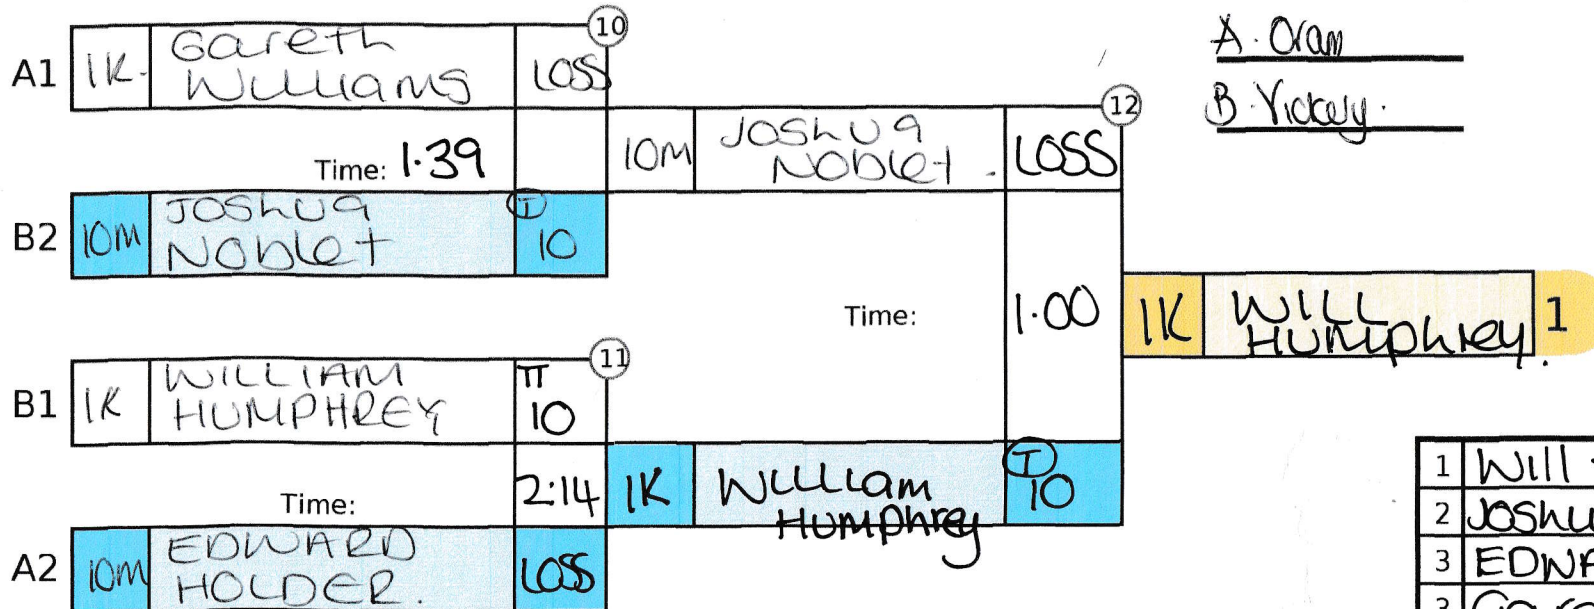 A1 1K. Gareth Williams LOSS 10
Time: 1.39
B2 10M Joshua Noblet T 10
10M Joshua Noblet. LOSS 12
A. Oram
B. Vickery.
Time: 1.00
1K WILL HUMPHREY. 1
B1 1K WILLIAM HUMPHREY TT 10 11
Time: 2:14
A2 10M EDWARD HOLDER. LOSS
1K William Humphrey T 10
1 Will
2 JOSHU
3 EDWA
3 Gare